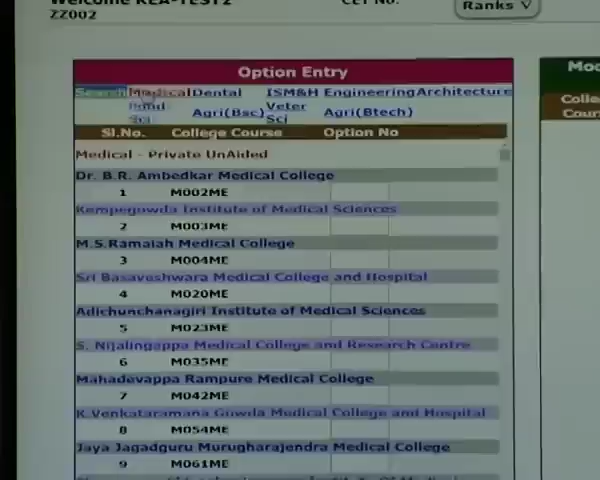 Welcome KEA-TEST2 CET No.
ZZ002
Ranks V
Option Entry
Search Medical Dental ISM&H Engineering Architecture
Agri(Bsc) Veter Sci Agri(Btech)
Sl.No. College Course Option No
Medical - Private UnAided
Dr. B.R. Ambedkar Medical College
1 M002ME
Kempegowda Institute of Medical Sciences
2 M003ME
M.S.Ramaiah Medical College
3 M004ME
Sri Basaveshwara Medical College and Hospital
4 M020ME
Adichunchanagiri Institute of Medical Sciences
5 M023ME
S. Nijalingappa Medical College and Research Centre
6 M035ME
Mahadevappa Rampure Medical College
7 M042ME
K.Venkataramana Gowda Medical College and Hospital
8 M054ME
Jaya Jagadguru Murugharajendra Medical College
9 M061ME